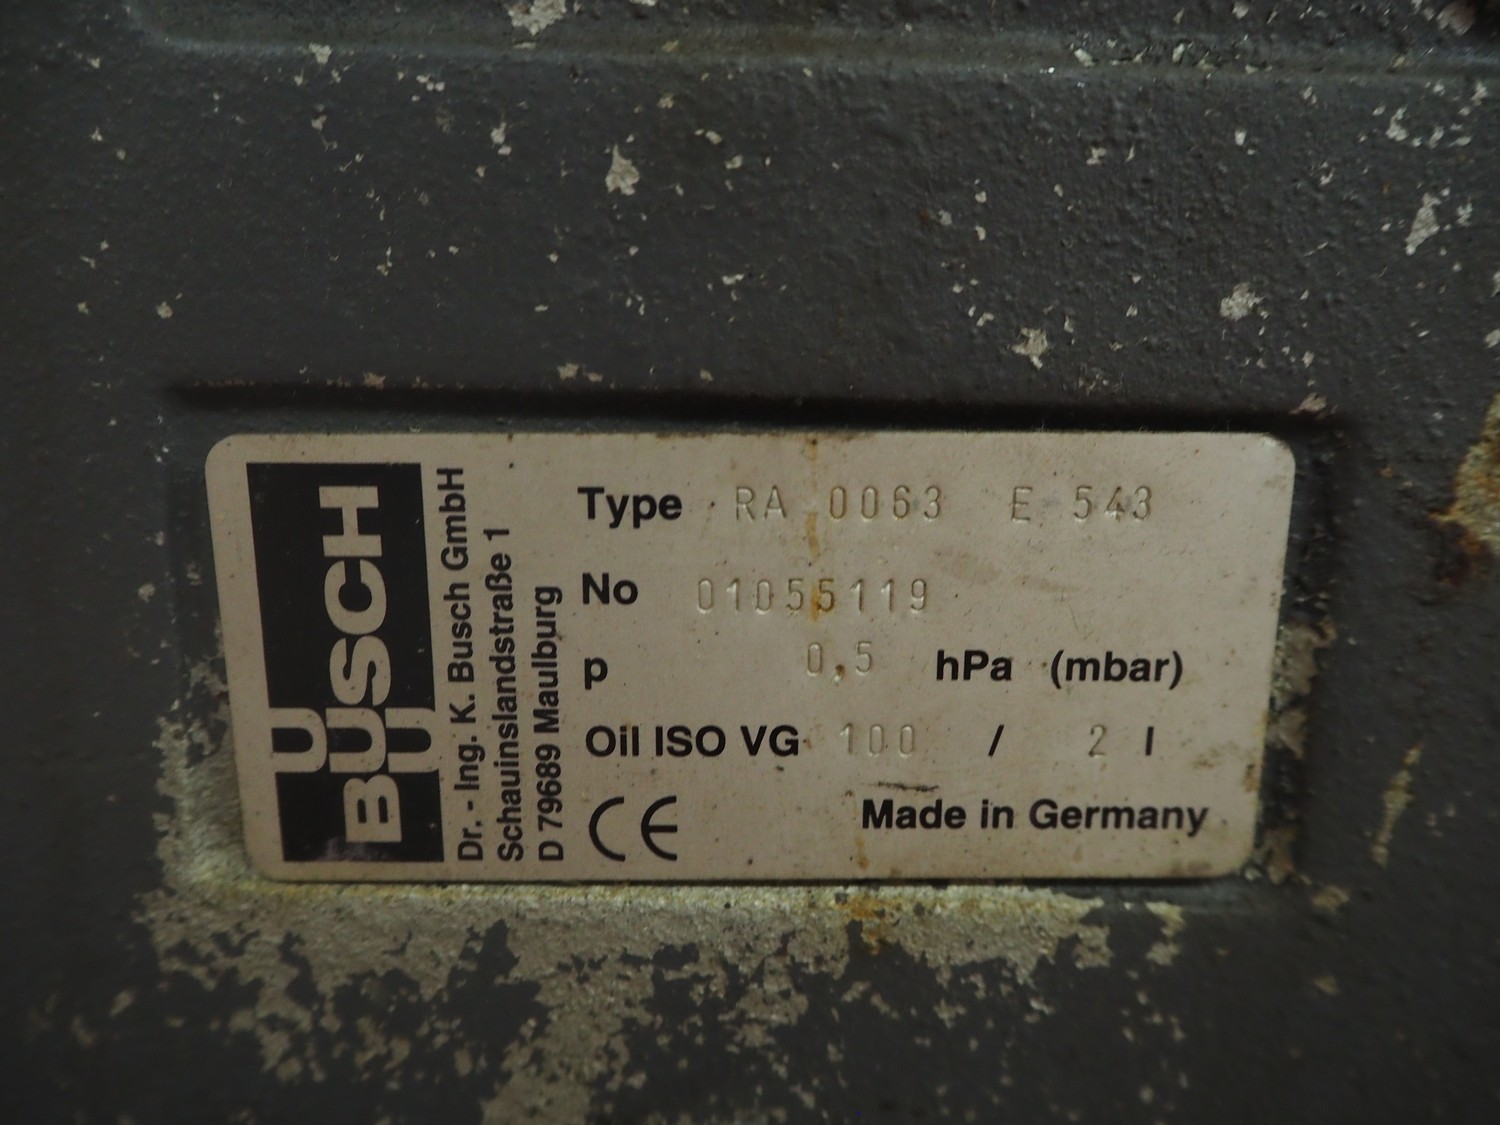 U
BUSCH
U
Dr. - Ing. K. Busch GmbH
Schauinslandstraße 1
D 79689 Maulburg
Type RA 0063 E 543
No 01055119
p 0,5 hPa (mbar)
Oil ISO VG 100 / 2 l
CE Made in Germany